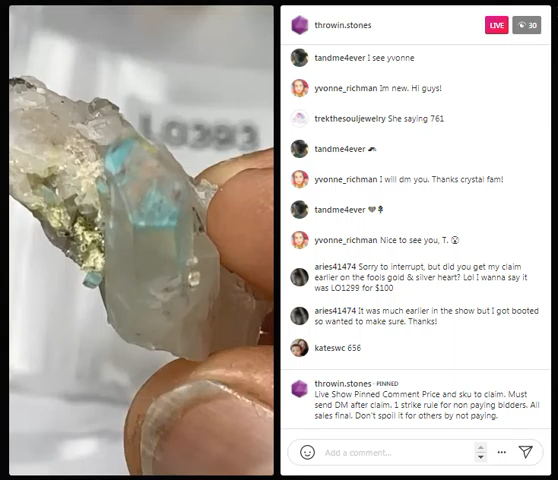 LO393
throwin.stones
LIVE
30
tandme4ever I see yvonne
yvonne_richman Im new. Hi guys!
trekthesouljewelry She saying 761
tandme4ever
yvonne_richman I will dm you. Thanks crystal fam!
tandme4ever
yvonne_richman Nice to see you, T.
aries41474 Sorry to interrupt, but did you get my claim
earlier on the fools gold & silver heart? Lol I wanna say it
was LO1299 for $100
aries41474 It was much earlier in the show but I got booted
so wanted to make sure. Thanks!
kateswc 656
throwin.stones · PINNED
Live Show Pinned Comment Price and sku to claim. Must
send DM after claim. 1 strike rule for non paying bidders. All
sales final. Don't spoil it for others by not paying.
Add a comment...